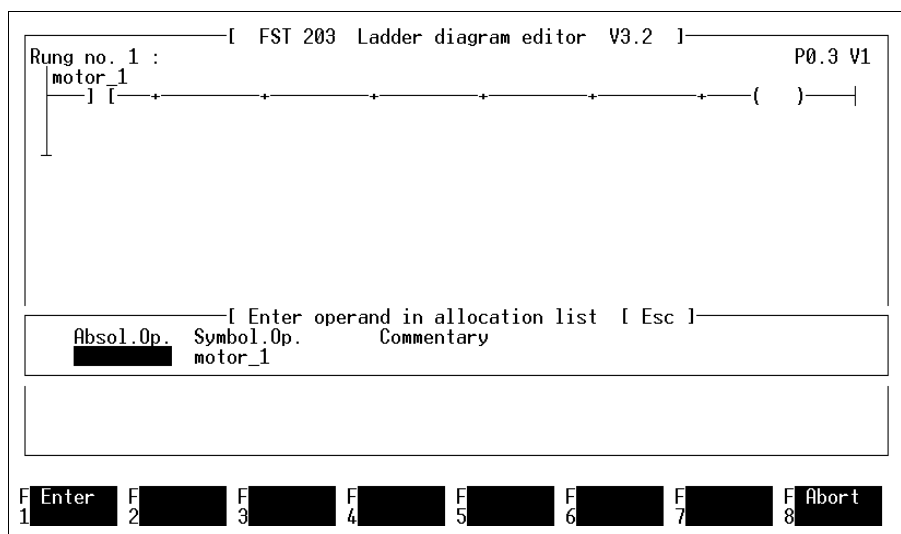 [ FST 203 Ladder diagram editor V3.2 ]
Rung no. 1 : P0.3 V1
motor_1
] [ ( )
[ Enter operand in allocation list [ Esc ]
Absol.Op. Symbol.Op. Commentary
motor_1
F1 Enter F2 F3 F4 F5 F6 F7 F8 Abort